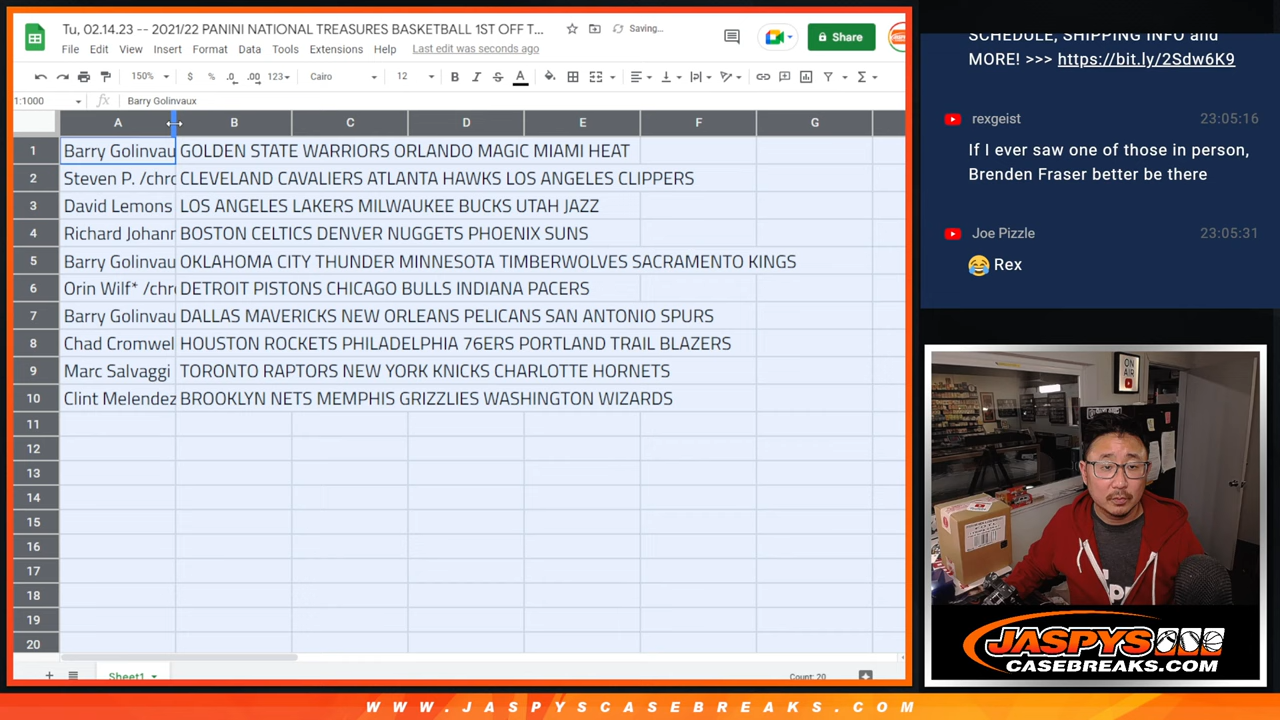 Tu, 02.14.23 -- 2021/22 PANINI NATIONAL TREASURES BASKETBALL 1ST OFF T...
Saving...
Share
File Edit View Insert Format Data Tools Extensions Help Last edit was seconds ago
150% $ % .0 .00 123 Cairo 12 B I S A
1:1000 fx Barry Golinvaux
A B C D E F G
1 Barry Golinvau GOLDEN STATE WARRIORS ORLANDO MAGIC MIAMI HEAT
2 Steven P. /chro CLEVELAND CAVALIERS ATLANTA HAWKS LOS ANGELES CLIPPERS
3 David Lemons LOS ANGELES LAKERS MILWAUKEE BUCKS UTAH JAZZ
4 Richard Johann BOSTON CELTICS DENVER NUGGETS PHOENIX SUNS
5 Barry Golinvau OKLAHOMA CITY THUNDER MINNESOTA TIMBERWOLVES SACRAMENTO KINGS
6 Orin Wilf* /chro DETROIT PISTONS CHICAGO BULLS INDIANA PACERS
7 Barry Golinvau DALLAS MAVERICKS NEW ORLEANS PELICANS SAN ANTONIO SPURS
8 Chad Cromwel HOUSTON ROCKETS PHILADELPHIA 76ERS PORTLAND TRAIL BLAZERS
9 Marc Salvaggi TORONTO RAPTORS NEW YORK KNICKS CHARLOTTE HORNETS
10 Clint Melendez BROOKLYN NETS MEMPHIS GRIZZLIES WASHINGTON WIZARDS
11
12
13
14
15
16
17
18
19
20
Sheet1
Count: 20
SCHEDULE, SHIPPING INFO and
MORE! >>> https://bit.ly/2Sdw6K9
rexgeist 23:05:16
If I ever saw one of those in person,
Brenden Fraser better be there
Joe Pizzle 23:05:31
😂 Rex
ON
AIR
JASPYS
CASEBREAKS.COM
WWW.JASPYSCASEBREAKS.COM